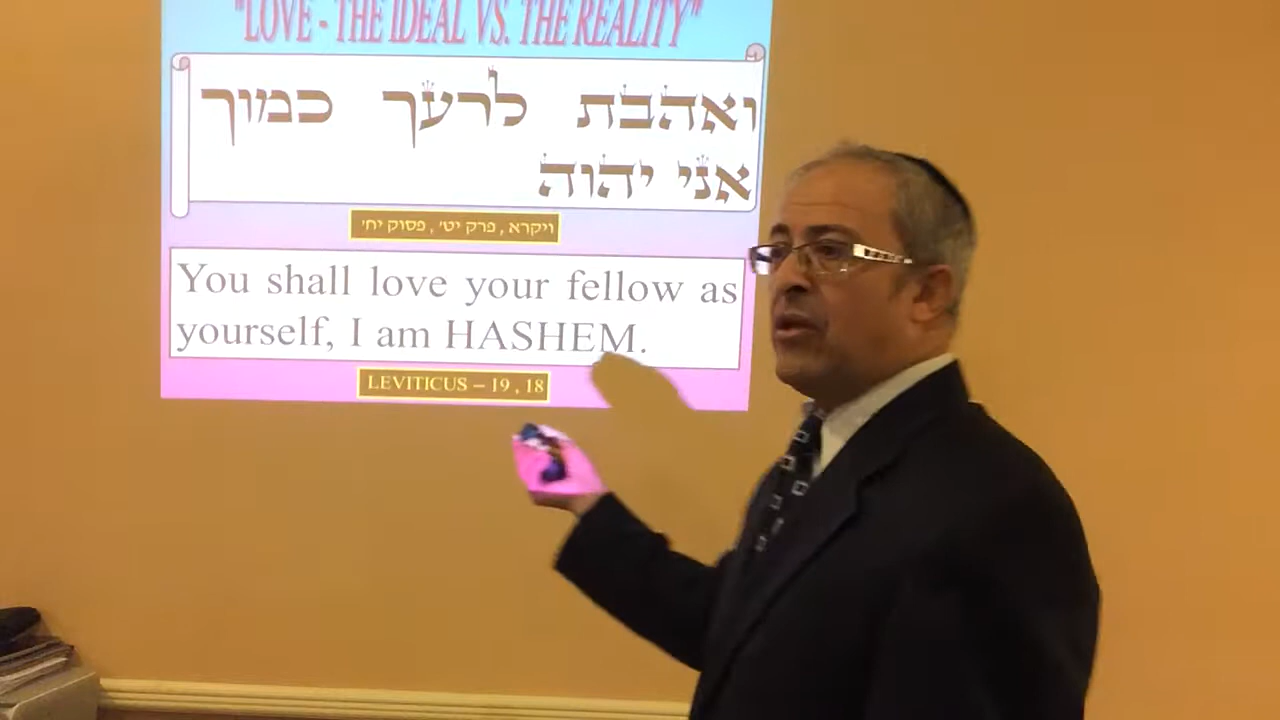 "LOVE - THE IDEAL VS. THE REALITY"
ואהבת לרעך כמוך
אני יהוה
ויקרא , פרק יט׳ , פסוק יח׳
You shall love your fellow as
yourself, I am HASHEM.
LEVITICUS – 19 , 18